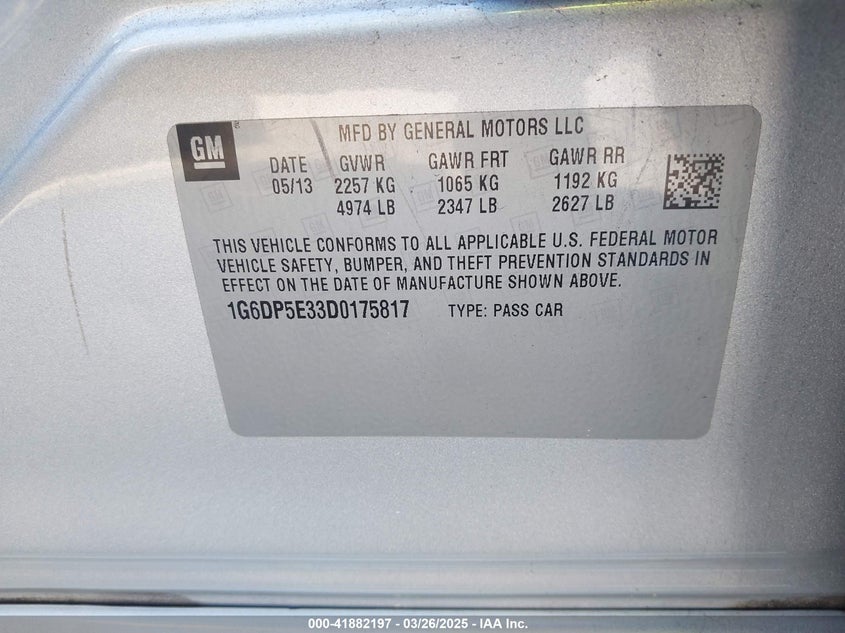 GM
MFD BY GENERAL MOTORS LLC
DATE GVWR GAWR FRT GAWR RR
05/13 2257 KG 1065 KG 1192 KG
4974 LB 2347 LB 2627 LB
THIS VEHICLE CONFORMS TO ALL APPLICABLE U.S. FEDERAL MOTOR
VEHICLE SAFETY, BUMPER, AND THEFT PREVENTION STANDARDS IN
EFFECT ON THE DATE OF MANUFACTURE SHOWN ABOVE.
1G6DP5E33D0175817 TYPE: PASS CAR
000-41882197 - 03/26/2025 - IAA Inc.